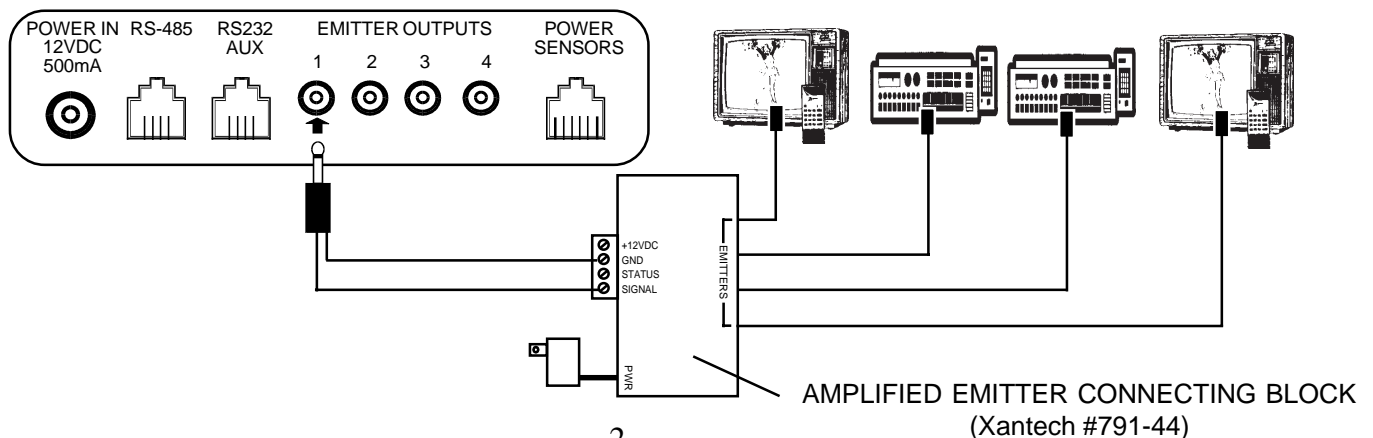 POWER IN RS-485 RS232 EMITTER OUTPUTS POWER
12VDC AUX SENSORS
500mA 1 2 3 4
+12VDC
GND
STATUS
SIGNAL
EMITTERS
PWR
AMPLIFIED EMITTER CONNECTING BLOCK
(Xantech #791-44)